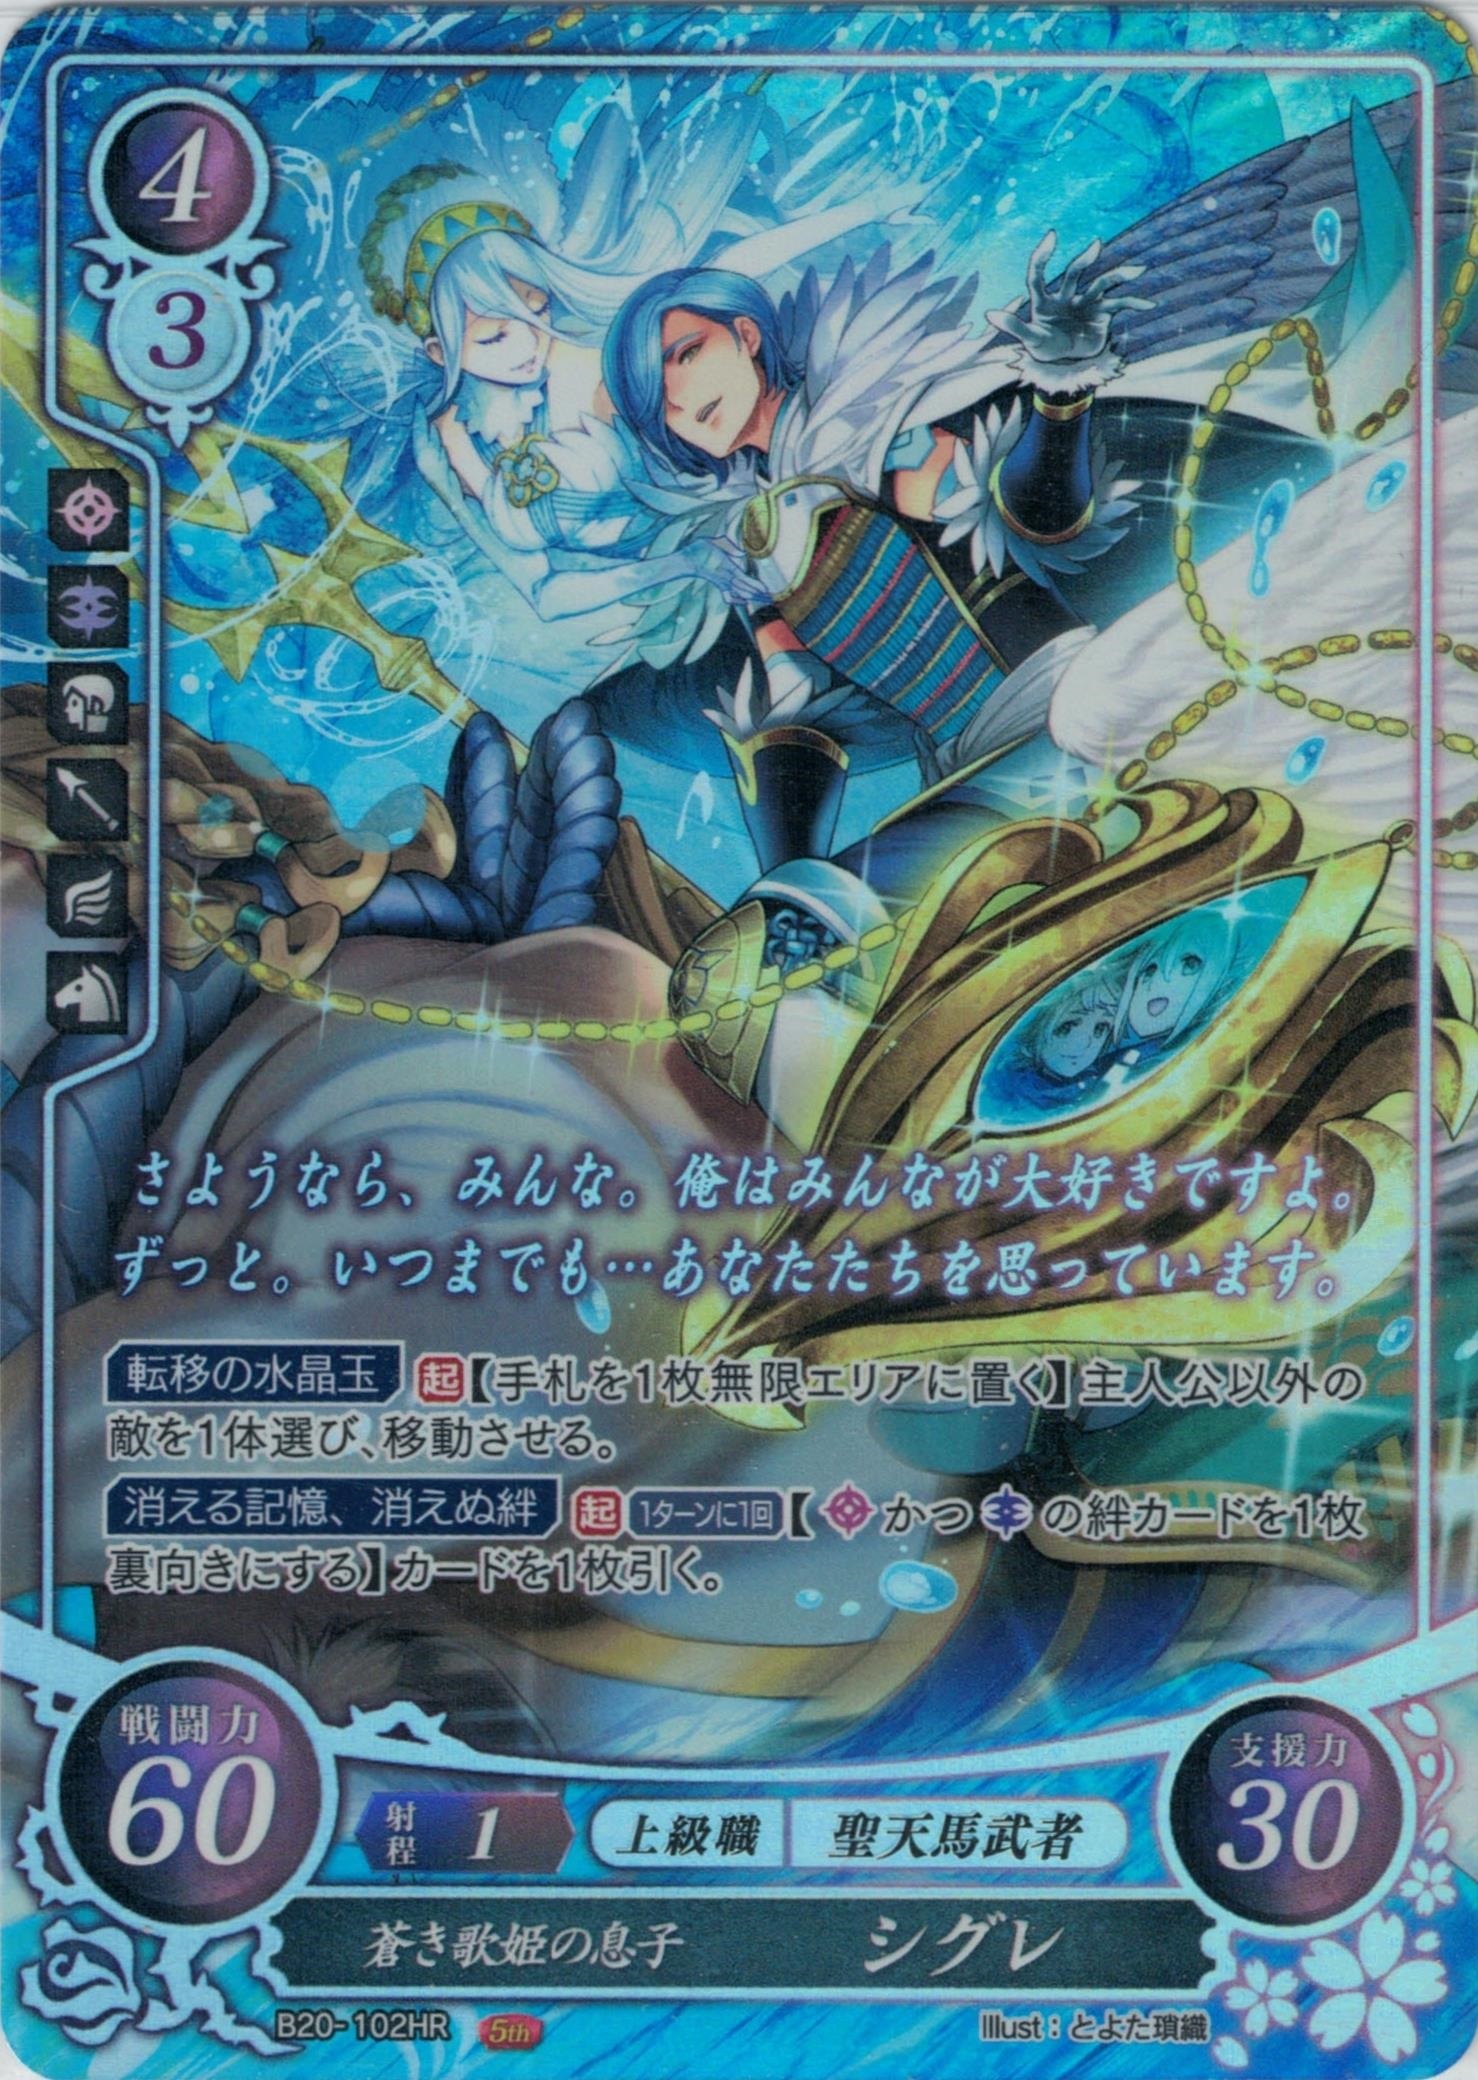 4
3
さようなら、みんな。俺はみんなが大好きですよ。
ずっと。いつまでも…あなたたちを思っています。
転移の水晶玉 起【手札を1枚無限エリアに置く】主人公以外の
敵を1体選び、移動させる。
消える記憶、消えぬ絆 起 1ターンに1回【 かつ の絆カードを1枚
裏向きにする】カードを1枚引く。
戦闘力
60
射程 1
上級職 聖天馬武者
支援力
30
蒼き歌姫の息子 シグレ
B20-102HR 5th Illust：とよた瑣織